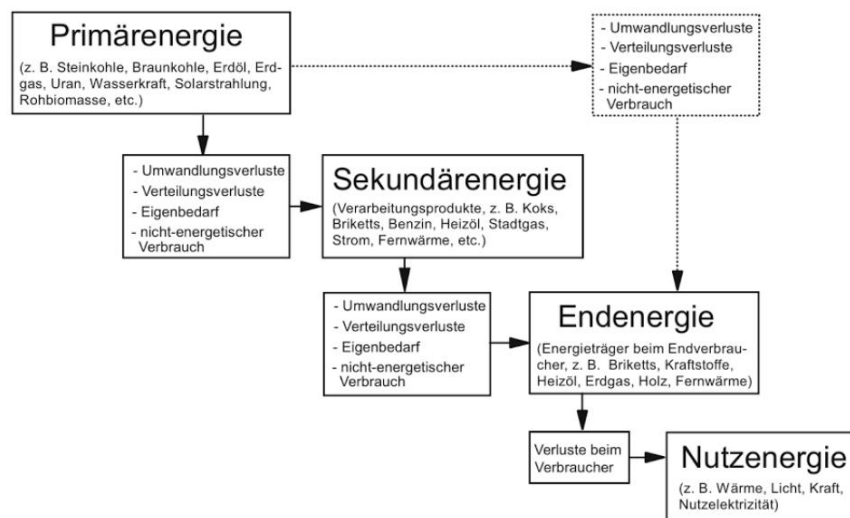 Primärenergie
(z. B. Steinkohle, Braunkohle, Erdöl, Erd-
gas, Uran, Wasserkraft, Solarstrahlung,
Rohbiomasse, etc.)
- Umwandlungsverluste
- Verteilungsverluste
- Eigenbedarf
- nicht-energetischer
Verbrauch
- Umwandlungsverluste
- Verteilungsverluste
- Eigenbedarf
- nicht-energetischer
Verbrauch
Sekundärenergie
(Verarbeitungsprodukte, z. B. Koks,
Briketts, Benzin, Heizöl, Stadtgas,
Strom, Fernwärme, etc.)
- Umwandlungsverluste
- Verteilungsverluste
- Eigenbedarf
- nicht-energetischer
Verbrauch
Endenergie
(Energieträger beim Endverbrau-
cher, z. B. Briketts, Kraftstoffe,
Heizöl, Erdgas, Holz, Fernwärme)
Verluste beim
Verbraucher
Nutzenergie
(z. B. Wärme, Licht, Kraft,
Nutzelektrizität)